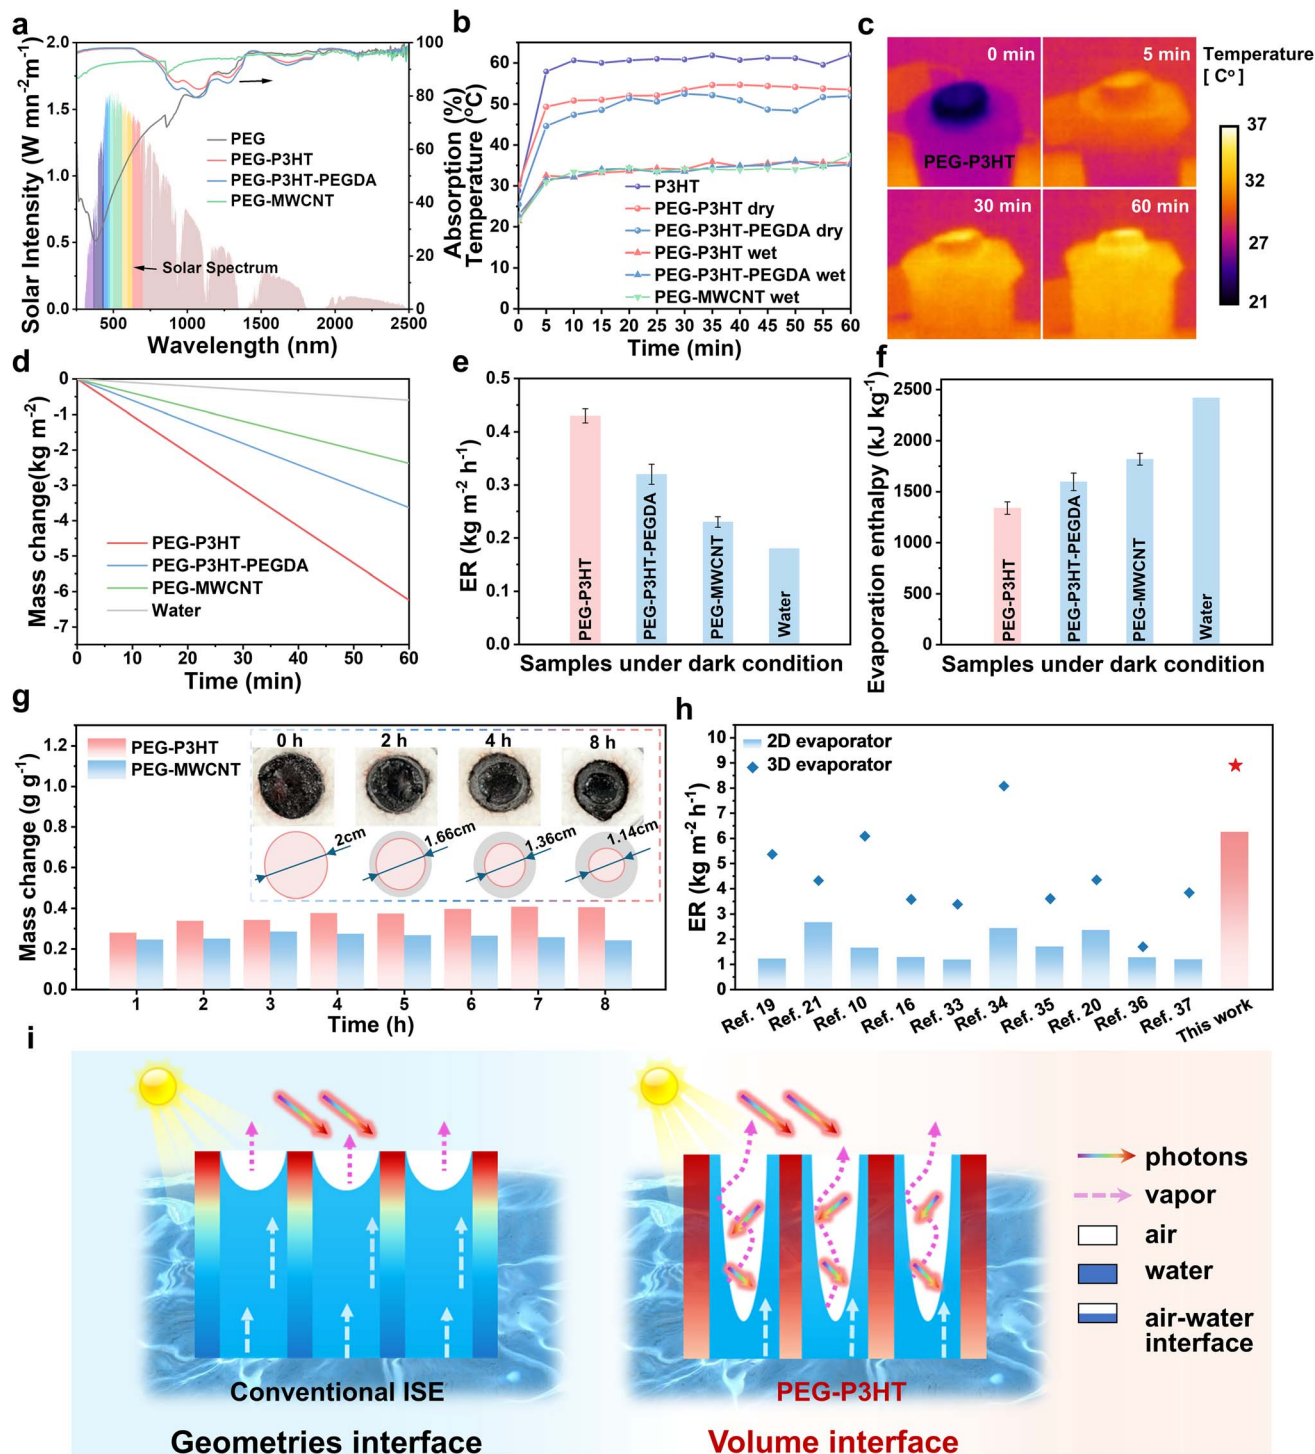 a
Solar Intensity (W mn⁻²m⁻¹)
2.0
1.5
1.0
0.5
0.0
100
80
60
40
20
0
Absorption (%)
PEG
PEG-P3HT
PEG-P3HT-PEGDA
PEG-MWCNT
Solar Spectrum
500
1000
1500
2000
2500
Wavelength (nm)
b
Temperature (°C)
60
50
40
30
20
10
0
P3HT
PEG-P3HT dry
PEG-P3HT-PEGDA dry
PEG-P3HT wet
PEG-P3HT-PEGDA wet
PEG-MWCNT wet
0 5 10 15 20 25 30 35 40 45 50 55 60
Time (min)
c
0 min
5 min
PEG-P3HT
30 min
60 min
Temperature
[ Cº ]
37
32
27
21
d
Mass change(kg m⁻²)
0
-1
-2
-3
-4
-5
-6
-7
PEG-P3HT
PEG-P3HT-PEGDA
PEG-MWCNT
Water
0 10 20 30 40 50 60
Time (min)
e
ER (kg m⁻² h⁻¹)
0.5
0.4
0.3
0.2
0.1
0.0
PEG-P3HT
PEG-P3HT-PEGDA
PEG-MWCNT
Water
Samples under dark condition
f
Evaporation enthalpy (kJ kg⁻¹)
2500
2000
1500
1000
500
0
PEG-P3HT
PEG-P3HT-PEGDA
PEG-MWCNT
Water
Samples under dark condition
g
Mass change (g g⁻¹)
1.2
1.0
0.8
0.6
0.4
0.2
0.0
PEG-P3HT
PEG-MWCNT
0 h
2 h
4 h
8 h
2cm
1.66cm
1.36cm
1.14cm
1 2 3 4 5 6 7 8
Time (h)
h
ER (kg m⁻² h⁻¹)
10
9
8
7
6
5
4
3
2
1
0
2D evaporator
3D evaporator
Ref. 19
Ref. 21
Ref. 10
Ref. 16
Ref. 33
Ref. 34
Ref. 35
Ref. 20
Ref. 36
Ref. 37
This work
i
Conventional ISE
Geometries interface
PEG-P3HT
Volume interface
photons
vapor
air
water
air-water
interface